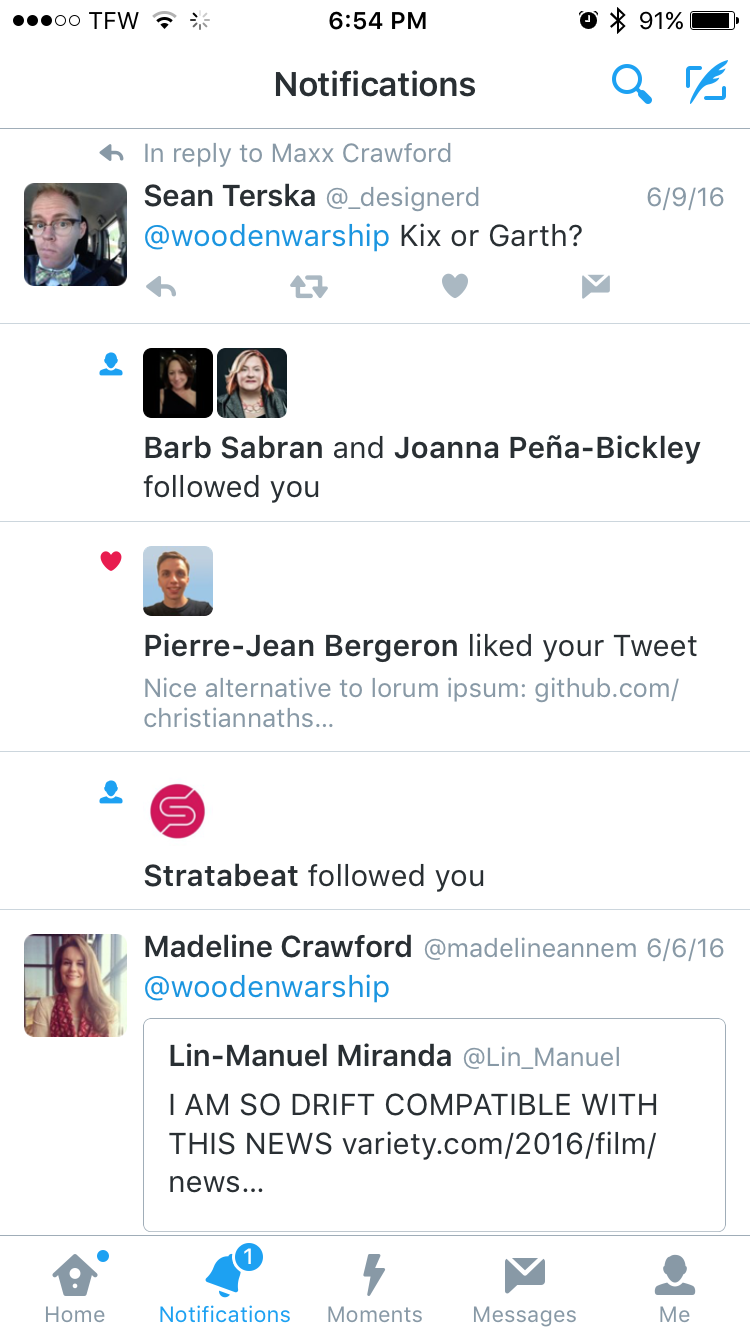 TFW 6:54 PM 91%
Notifications
In reply to Maxx Crawford
Sean Terska @_designerd 6/9/16
@woodenwarship Kix or Garth?
Barb Sabran and Joanna Peña-Bickley
followed you
Pierre-Jean Bergeron liked your Tweet
Nice alternative to lorum ipsum: github.com/
christiannaths...
Stratabeat followed you
Madeline Crawford @madelineannem 6/6/16
@woodenwarship
Lin-Manuel Miranda @Lin_Manuel
I AM SO DRIFT COMPATIBLE WITH
THIS NEWS variety.com/2016/film/
news...
1
Home Notifications Moments Messages Me